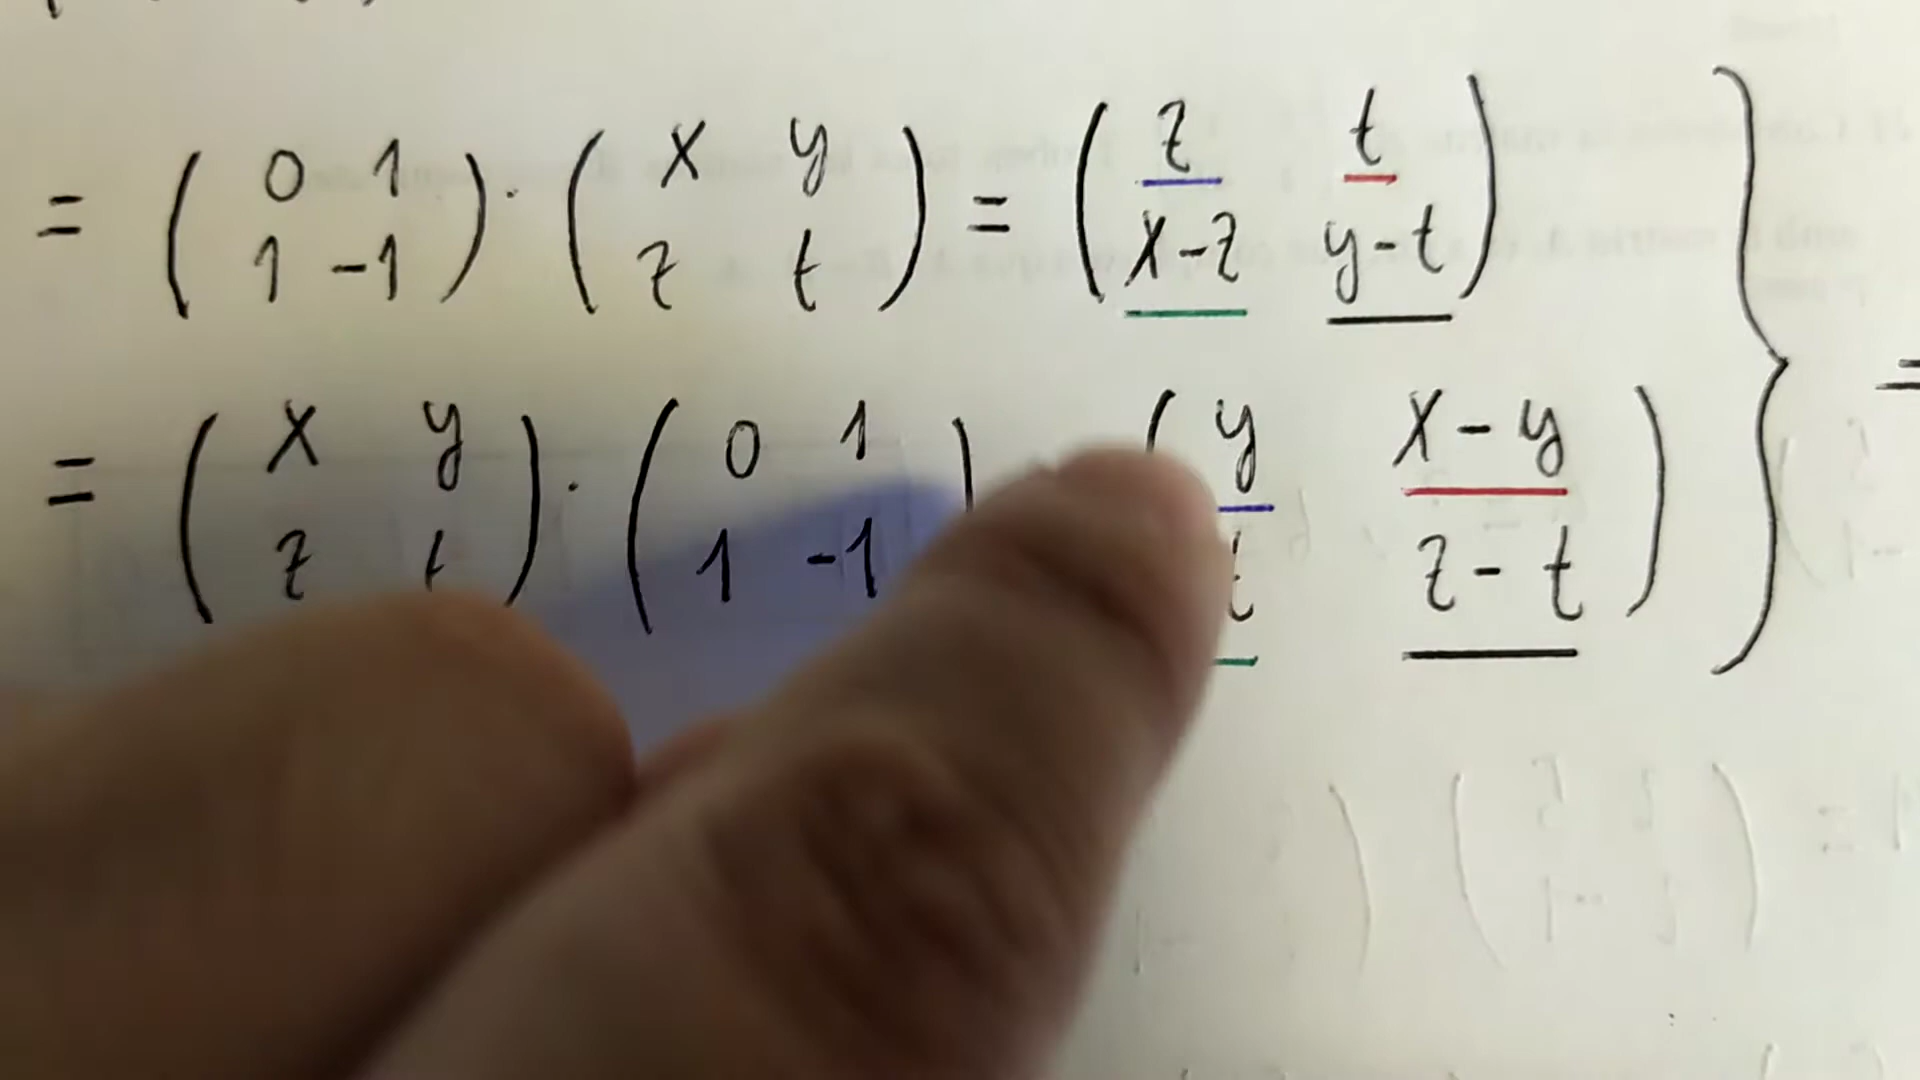 = ( 0 1 ) · ( x y ) = ( z t )
1 -1 z t x-z y-t
= ( x y ) · ( 0 1 ) ( y x-y )
z t 1 -1 t z-t
} =